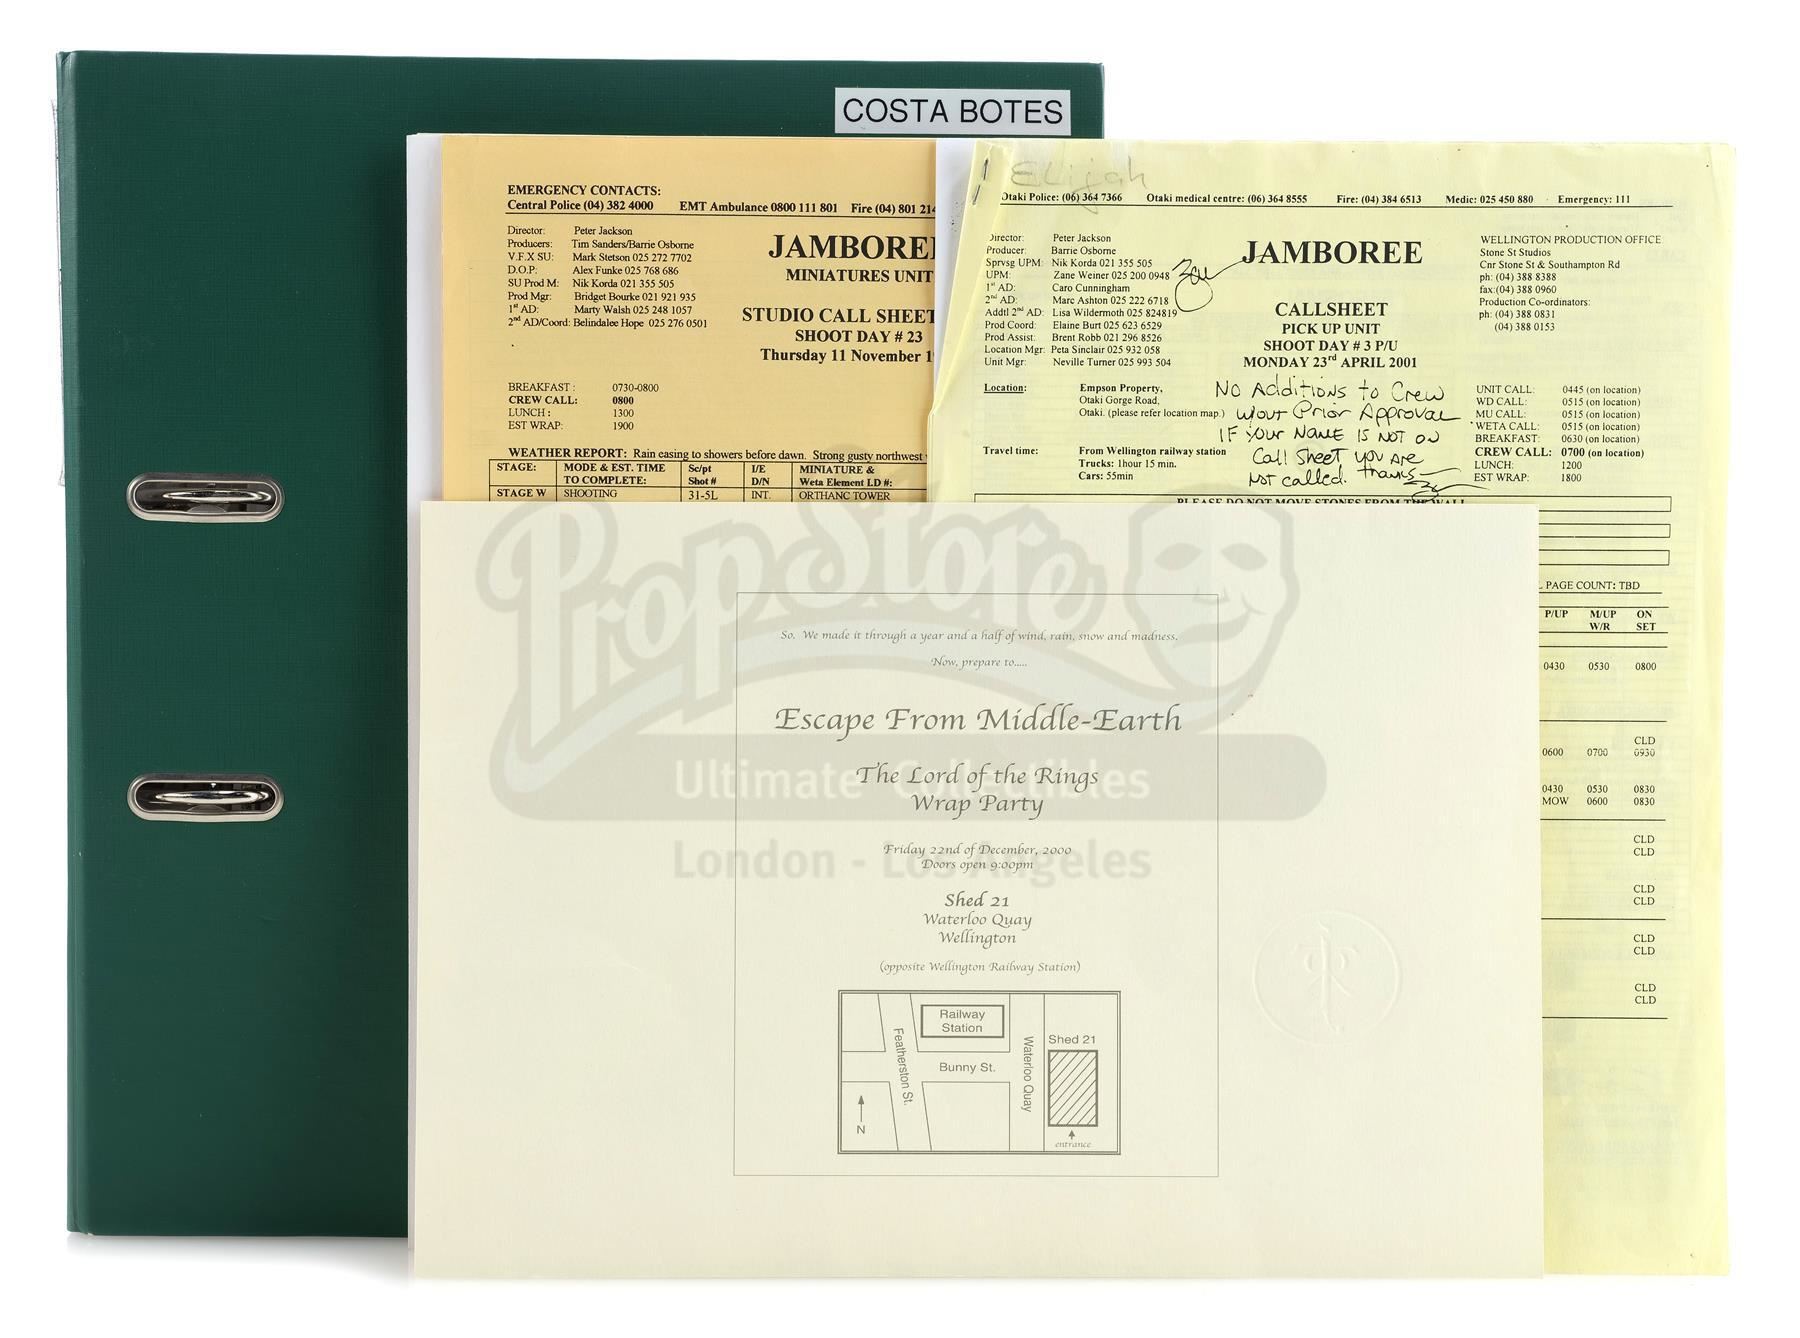 COSTA BOTES
EMERGENCY CONTACTS:
Central Police (04) 382 4000 EMT Ambulance 0800 111 801 Fire (04) 801 214
Director: Peter Jackson
Producers: Tim Sanders/Barrie Osborne
V.F.X SU: Mark Stetson 025 272 7702
D.O.P: Alex Funke 025 768 686
SU Prod M: Nik Korda 021 355 505
Prod Mgr: Bridget Bourke 021 921 935
1st AD: Marty Walsh 025 248 1057
2nd AD/Coord: Belindalee Hope 025 276 0501
JAMBOREE
MINIATURES UNIT
STUDIO CALL SHEET
SHOOT DAY # 23
Thursday 11 November 1
BREAKFAST : 0730-0800
CREW CALL: 0800
LUNCH : 1300
EST WRAP: 1900
WEATHER REPORT: Rain easing to showers before dawn. Strong gusty northwest
STAGE: MODE & EST. TIME TO COMPLETE: Sc/pt Shot # I/E D/N MINIATURE & Weta Element I.D #:
STAGE W SHOOTING 31-5L INT. ORTHANC TOWER
Elijah
Otaki Police: (06) 364 7366 Otaki medical centre: (06) 364 8555 Fire: (04) 384 6513 Medic: 025 450 880 Emergency: 111
Director: Peter Jackson
Producer: Barrie Osborne
Sprvsg UPM: Nik Korda 021 355 505
UPM: Zane Weiner 025 200 0948
1st AD: Caro Cunningham
2nd AD: Marc Ashton 025 222 6718
Addtl 2nd AD: Lisa Wildermoth 025 824819
Prod Coord: Elaine Burt 025 623 6529
Prod Assist: Brent Robb 021 296 8526
Location Mgr: Peta Sinclair 025 932 058
Unit Mgr: Neville Turner 025 993 504
JAMBOREE
CALLSHEET
PICK UP UNIT
SHOOT DAY # 3 P/U
MONDAY 23rd APRIL 2001
WELLINGTON PRODUCTION OFFICE
Stone St Studios
Cnr Stone St & Southampton Rd
ph: (04) 388 8388
fax:(04) 388 0960
Production Co-ordinators:
ph: (04) 388 0831
(04) 388 0153
Location: Empson Property,
Otaki Gorge Road,
Otaki. (please refer location map.)
Travel time: From Wellington railway station
Trucks: 1hour 15 min.
Cars: 55min
No Additions to Crew
w/out Prior Approval
IF Your Name IS NOT ON
Call Sheet you are
not called. Thanks
UNIT CALL: 0445 (on location)
WD CALL: 0515 (on location)
MU CALL: 0515 (on location)
WETA CALL: 0515 (on location)
BREAKFAST: 0630 (on location)
CREW CALL: 0700 (on location)
LUNCH: 1200
EST WRAP: 1800
PLEASE DO NOT MOVE STONES FROM THE WALL
PAGE COUNT: TBD
P/UP M/UP W/R ON SET
0430 0530 0800
CLD
0600 0700 0930
0430 0530 0830
MOW 0600 0830
CLD
CLD
CLD
CLD
CLD
CLD
CLD
CLD
So. We made it through a year and a half of wind, rain, snow and madness.
Now, prepare to.....
Escape From Middle-Earth
The Lord of the Rings
Wrap Party
Friday 22nd of December, 2000
Doors open 9:00pm
Shed 21
Waterloo Quay
Wellington
(opposite Wellington Railway Station)
Railway
Station
Featherston St.
Bunny St.
Waterloo Quay
Shed 21
N
entrance
PropStore
Ultimate Collectibles
London - Los Angeles